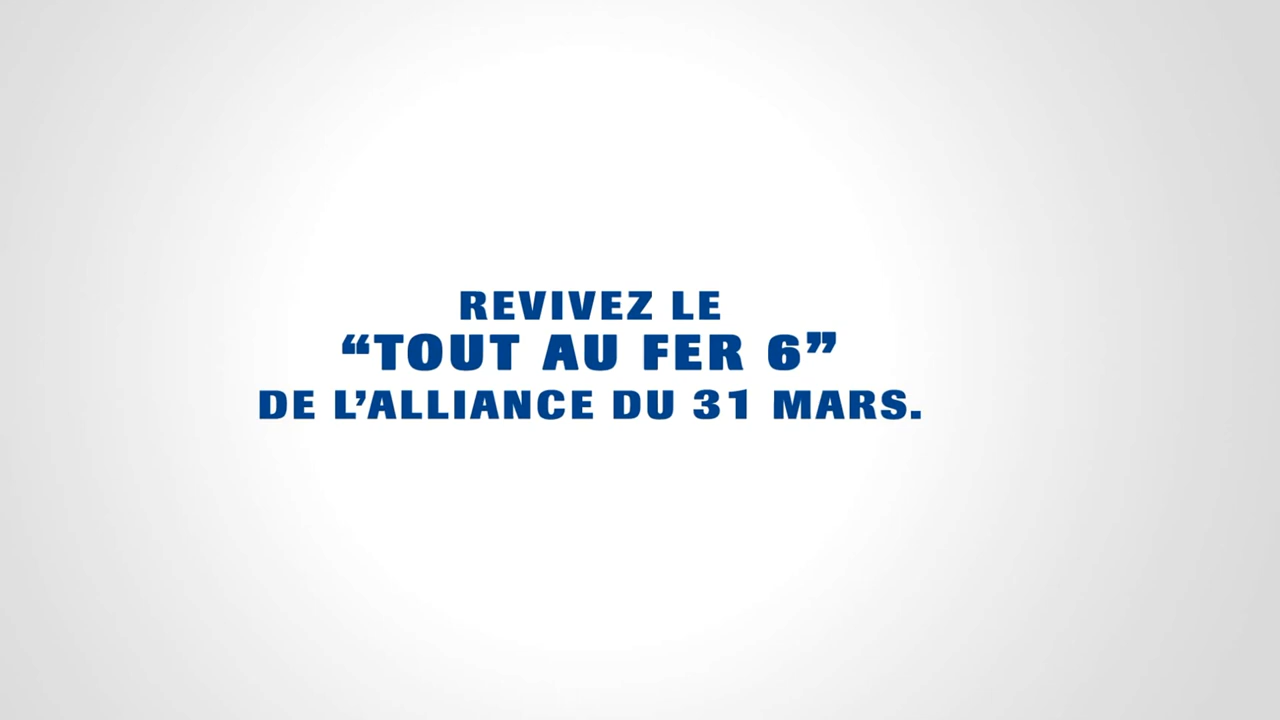 REVIVEZ LE
“TOUT AU FER 6”
DE L’ALLIANCE DU 31 MARS.